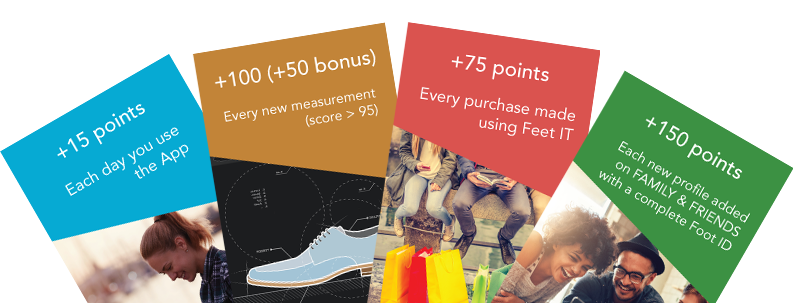 +15 points
Each day you use
the App
+100 (+50 bonus)
Every new measurement
(score > 95)
+75 points
Every purchase made
using Feet IT
+150 points
Each new profile added
on FAMILY & FRIENDS
with a complete Foot ID